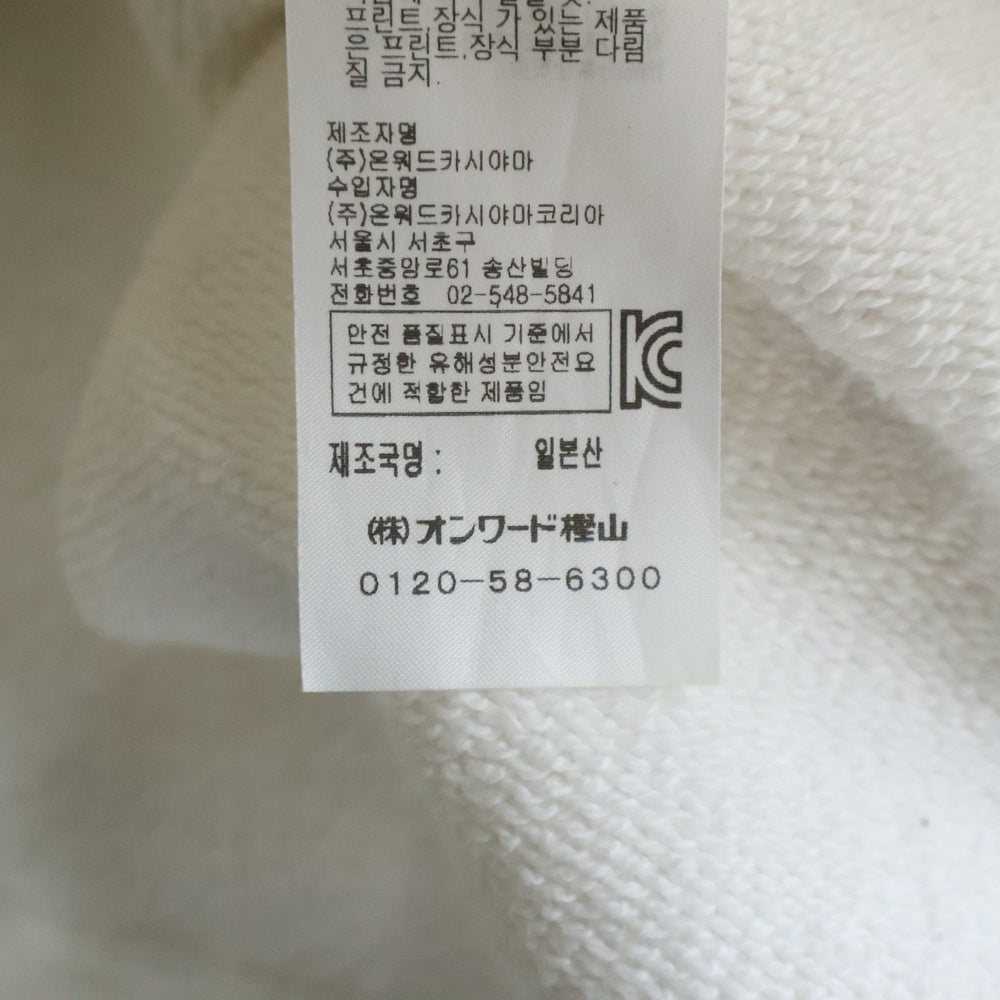 프린트.장식 가 있는 제품
은 프린트.장식 부분 다림
질 금지.
제조자명
(주)온워드카시야마
수입자명
(주)온워드카시야마코리아
서울시 서초구
서초중앙로61 송산빌딩
전화번호 02-548-5841
안전 품질표시 기준에서
규정한 유해성분안전요
건에 적합한 제품임
KC
제조국명 : 일본산
(株)オンワード樫山
0120-58-6300